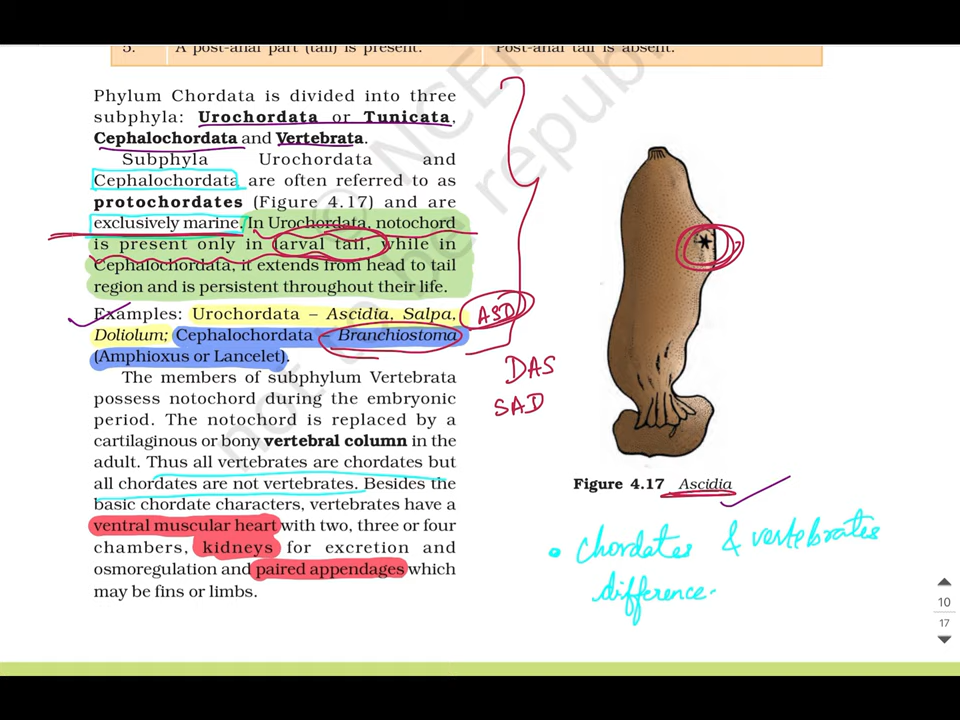 5. A post-anal part (tail) is present. Post-anal tail is absent.
Phylum Chordata is divided into three
subphyla: Urochordata or Tunicata,
Cephalochordata and Vertebrata.
Subphyla Urochordata and
Cephalochordata are often referred to as
protochordates (Figure 4.17) and are
exclusively marine. In Urochordata, notochord
is present only in larval tail, while in
Cephalochordata, it extends from head to tail
region and is persistent throughout their life.
Examples: Urochordata – Ascidia, Salpa,
Doliolum; Cephalochordata – Branchiostoma
(Amphioxus or Lancelet).
ASD
DAS
SAD
The members of subphylum Vertebrata
possess notochord during the embryonic
period. The notochord is replaced by a
cartilaginous or bony vertebral column in the
adult. Thus all vertebrates are chordates but
all chordates are not vertebrates. Besides the
basic chordate characters, vertebrates have a
ventral muscular heart with two, three or four
chambers, kidneys for excretion and
osmoregulation and paired appendages which
may be fins or limbs.
Figure 4.17 Ascidia
• chordates & vertebrates
difference.
10
17
© NCER
not be republ